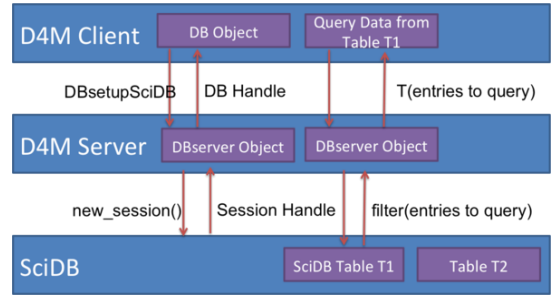 D4M Client
DB Object
Query Data from
Table T1
DBsetupSciDB
DB Handle
T(entries to query)
D4M Server
DBserver Object
DBserver Object
new_session()
Session Handle
filter(entries to query)
SciDB
SciDB Table T1
Table T2